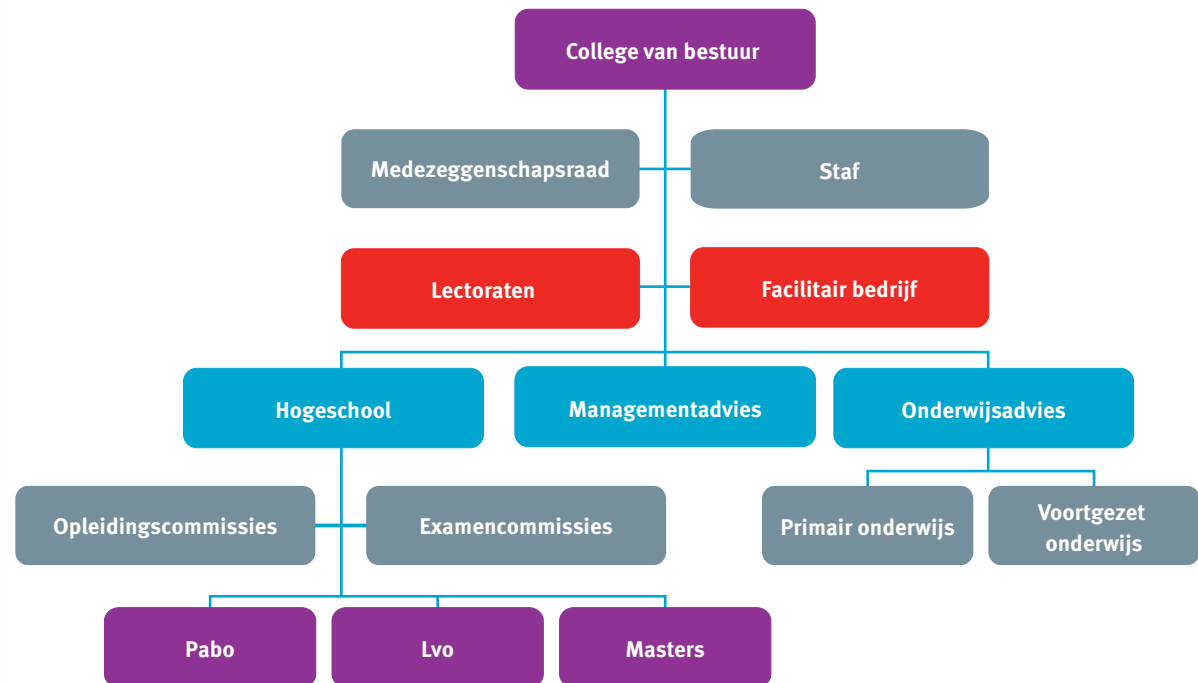 College van bestuur
Medezeggenschapsraad
Staf
Lectoraten
Facilitair bedrijf
Hogeschool
Managementadvies
Onderwijsadvies
Opleidingscommissies
Examencommissies
Primair onderwijs
Voortgezet
onderwijs
Pabo
Lvo
Masters